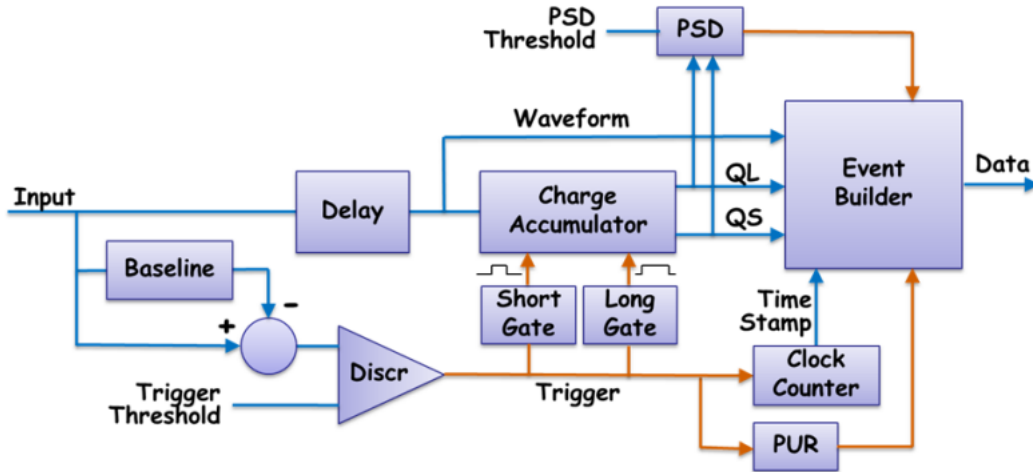 PSD
Threshold
PSD
Waveform
Input
Delay
Charge
Accumulator
QL
QS
Event
Builder
Data
Baseline
-
+
Short
Gate
Long
Gate
Time
Stamp
Discr
Trigger
Clock
Counter
Trigger
Threshold
PUR